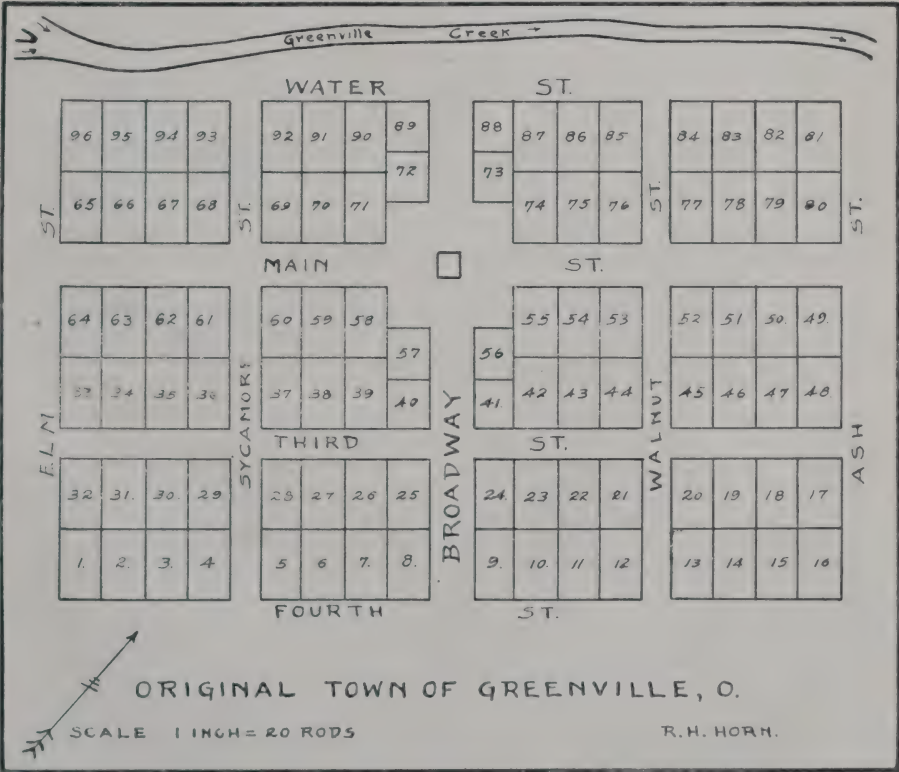 Greenville Creek
WATER ST.
96 95 94 93 92 91 90 89 88 87 86 85 84 83 82 81
65 66 67 68 69 70 71 72 73 74 75 76 77 78 79 80
ST. ST. ST. ST.
MAIN ST.
64 63 62 61 60 59 58 57 56 55 54 53 52 51 50. 49.
33 34 35 36 37 38 39 40 41. 42 43 44 45 46 47 48.
ELM SYCAMORE BROADWAY WALNUT ASH
THIRD ST.
32 31. 30. 29 28 27 26 25 24. 23 22 21 20 19 18 17
1. 2. 3. 4 5 6 7. 8. 9. 10. 11 12 13 14 15 16
FOURTH ST.
ORIGINAL TOWN OF GREENVILLE, O.
SCALE 1 INCH = 20 RODS
R. H. HORN.